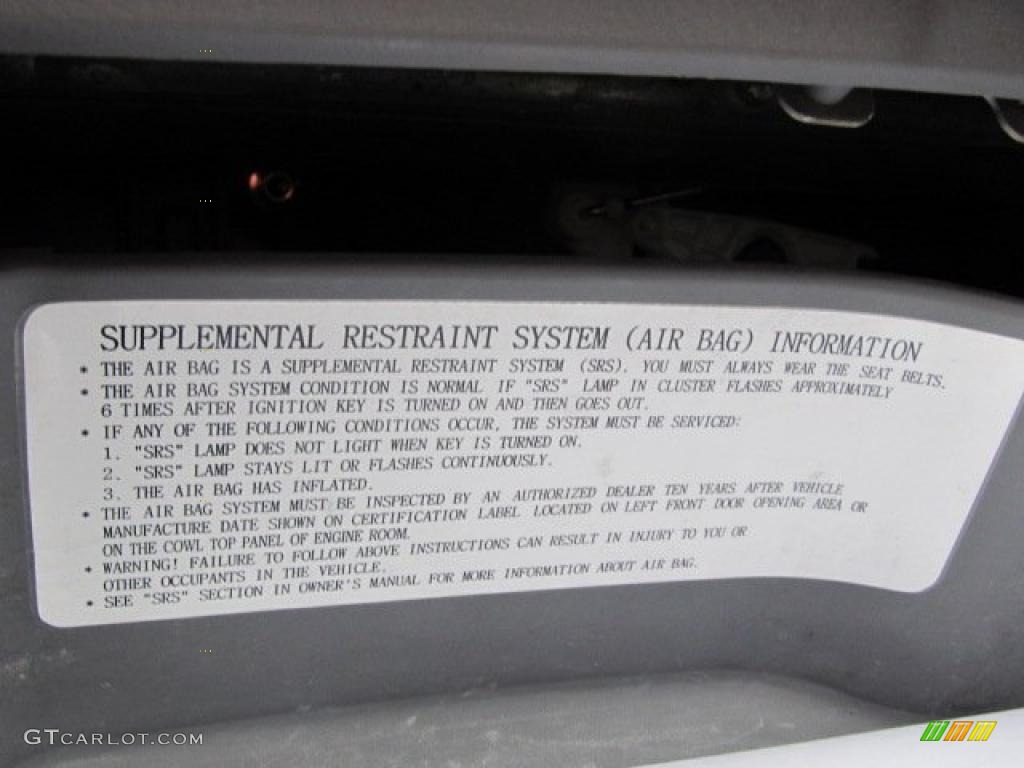 SUPPLEMENTAL RESTRAINT SYSTEM (AIR BAG) INFORMATION
* THE AIR BAG IS A SUPPLEMENTAL RESTRAINT SYSTEM (SRS). YOU MUST ALWAYS WEAR THE SEAT BELTS.
* THE AIR BAG SYSTEM CONDITION IS NORMAL IF "SRS" LAMP IN CLUSTER FLASHES APPROXIMATELY
6 TIMES AFTER IGNITION KEY IS TURNED ON AND THEN GOES OUT.
* IF ANY OF THE FOLLOWING CONDITIONS OCCUR, THE SYSTEM MUST BE SERVICED:
1. "SRS" LAMP DOES NOT LIGHT WHEN KEY IS TURNED ON.
2. "SRS" LAMP STAYS LIT OR FLASHES CONTINUOUSLY.
3. THE AIR BAG HAS INFLATED.
* THE AIR BAG SYSTEM MUST BE INSPECTED BY AN AUTHORIZED DEALER TEN YEARS AFTER VEHICLE
MANUFACTURE DATE SHOWN ON CERTIFICATION LABEL LOCATED ON LEFT FRONT DOOR OPENING AREA OR
ON THE COWL TOP PANEL OF ENGINE ROOM.
* WARNING! FAILURE TO FOLLOW ABOVE INSTRUCTIONS CAN RESULT IN INJURY TO YOU OR
OTHER OCCUPANTS IN THE VEHICLE.
* SEE "SRS" SECTION IN OWNER'S MANUAL FOR MORE INFORMATION ABOUT AIR BAG.
GTCARLOT.COM